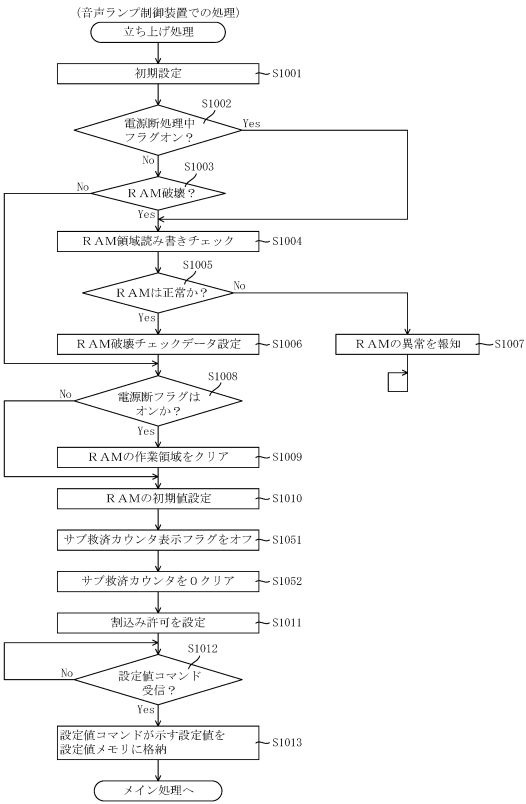 （音声ランプ制御装置での処理）
立ち上げ処理
初期設定
S1001
S1002
電源断処理中
フラグオン？
Yes
No
S1003
ＲＡＭ破壊？
No
Yes
ＲＡＭ領域読み書きチェック
S1004
S1005
ＲＡＭは正常か？
No
Yes
ＲＡＭ破壊チェックデータ設定
S1006
ＲＡＭの異常を報知
S1007
S1008
電源断フラグは
オンか？
No
Yes
ＲＡＭの作業領域をクリア
S1009
ＲＡＭの初期値設定
S1010
サブ救済カウンタ表示フラグをオフ
S1051
サブ救済カウンタを０クリア
S1052
割込み許可を設定
S1011
S1012
設定値コマンド
受信？
No
Yes
設定値コマンドが示す設定値を
設定値メモリに格納
S1013
メイン処理へ